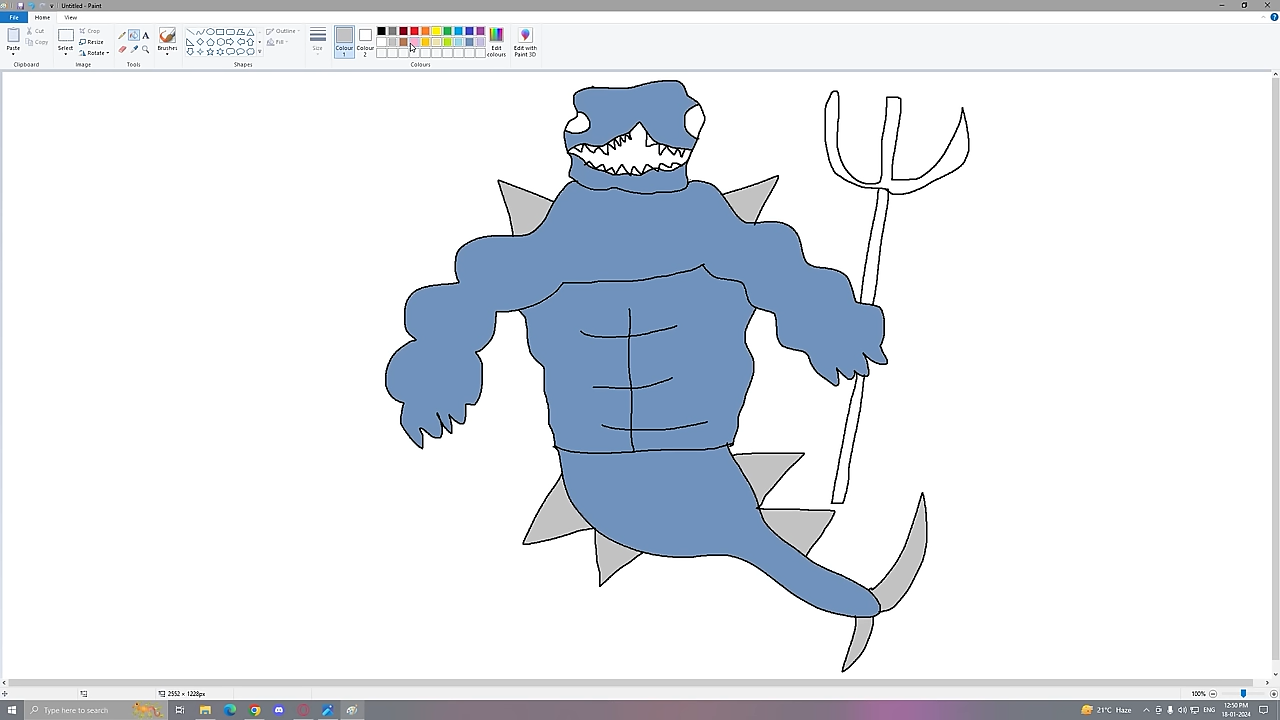 Untitled - Paint
File Home View
Paste Cut Copy
Clipboard
Select Crop Resize Rotate
Image
A
Tools
Brushes
Outline
Fill
Shapes
Size
Colour 1
Colour 2
Edit colours
Edit with Paint 3D
Colours
2552 × 1228px
100%
Type here to search
21°C Haze
ENG
12:50 PM
18-01-2024